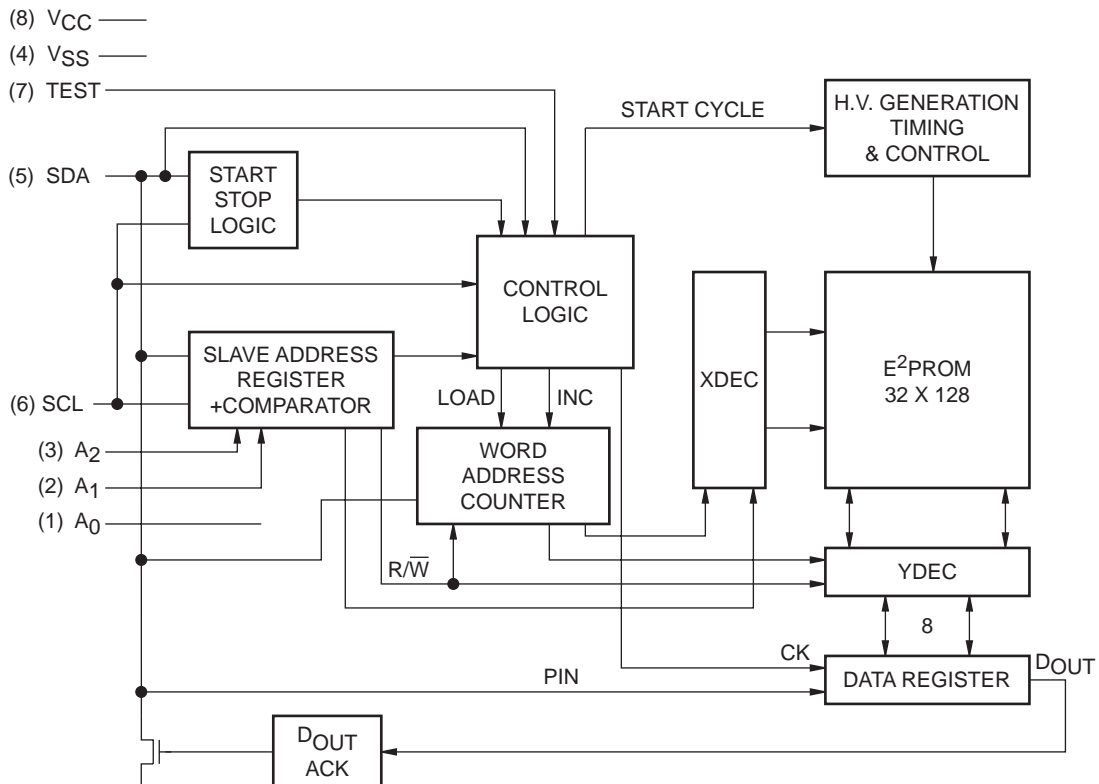 (8) VCC
(4) VSS
(7) TEST
START CYCLE
H.V. GENERATION
TIMING
& CONTROL
(5) SDA
START
STOP
LOGIC
CONTROL
LOGIC
SLAVE ADDRESS
REGISTER
+COMPARATOR
XDEC
E²PROM
32 X 128
(6) SCL
LOAD
INC
(3) A2
WORD
ADDRESS
COUNTER
(2) A1
(1) A0
R/W̅
YDEC
8
CK
PIN
DATA REGISTER
DOUT
DOUT
ACK